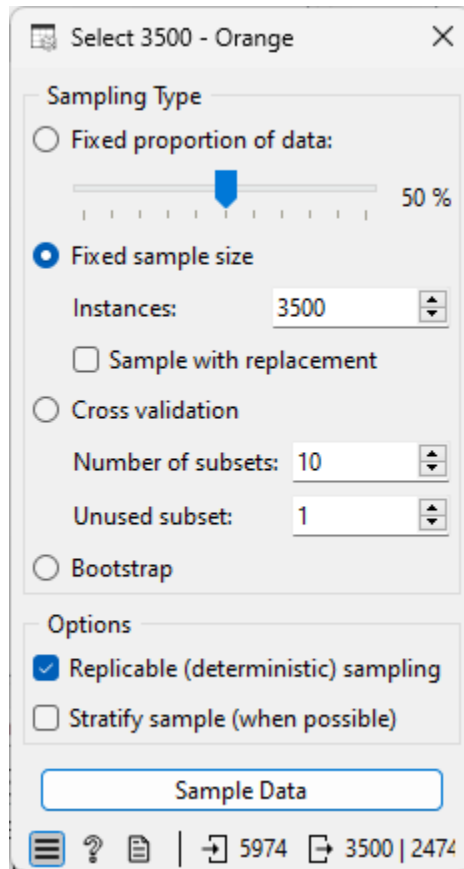 Select 3500 - Orange
Sampling Type
Fixed proportion of data:
50 %
Fixed sample size
Instances: 3500
Sample with replacement
Cross validation
Number of subsets: 10
Unused subset: 1
Bootstrap
Options
Replicable (deterministic) sampling
Stratify sample (when possible)
Sample Data
? 5974 3500 | 2474